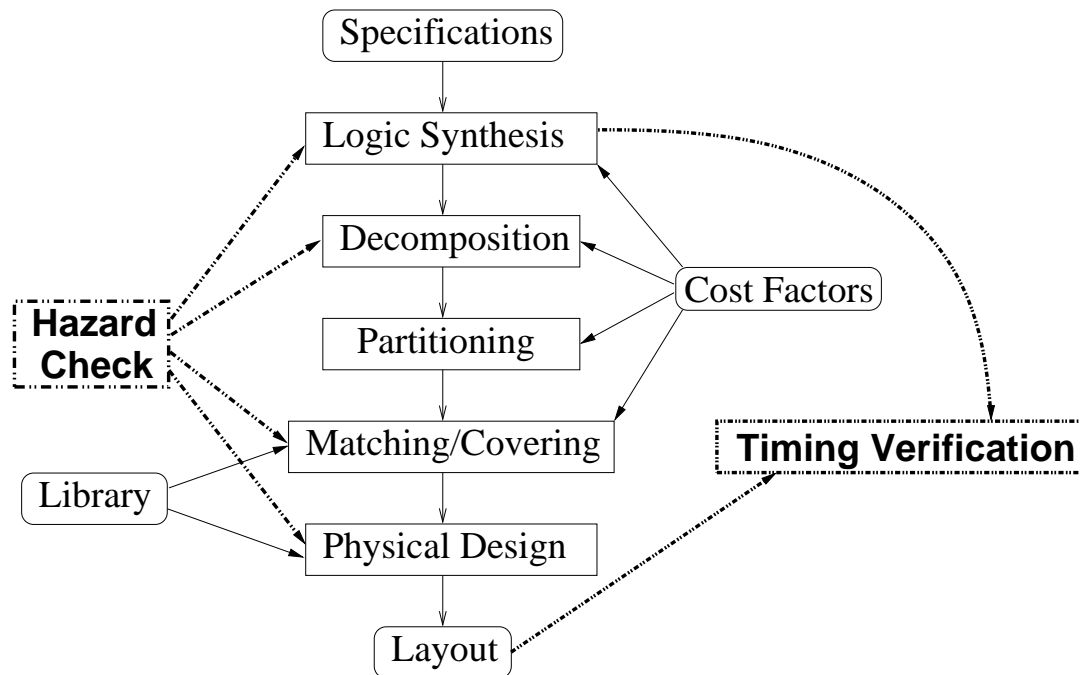 Specifications
Logic Synthesis
Decomposition
Cost Factors
Hazard
Check
Partitioning
Matching/Covering
Timing Verification
Library
Physical Design
Layout